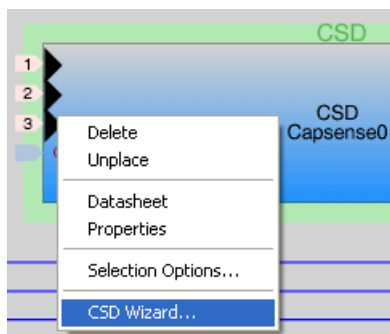 CSD
1
2
3
CSD
Capsense0
Delete
Unplace
Datasheet
Properties
Selection Options...
CSD Wizard...